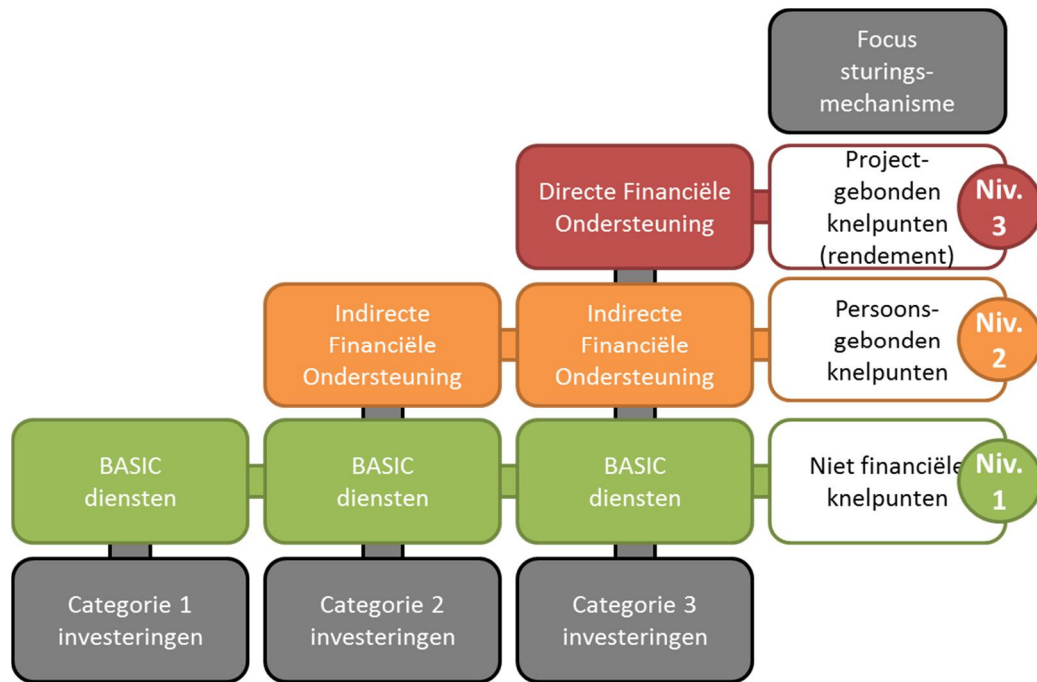 Focus
sturings-
mechanisme
Directe Financiële
Ondersteuning
Project-
gebonden
knelpunten
(rendement)
Niv.
3
Indirecte
Financiële
Ondersteuning
Indirecte
Financiële
Ondersteuning
Persoons-
gebonden
knelpunten
Niv.
2
BASIC
diensten
BASIC
diensten
BASIC
diensten
Niet financiële
knelpunten
Niv.
1
Categorie 1
investeringen
Categorie 2
investeringen
Categorie 3
investeringen